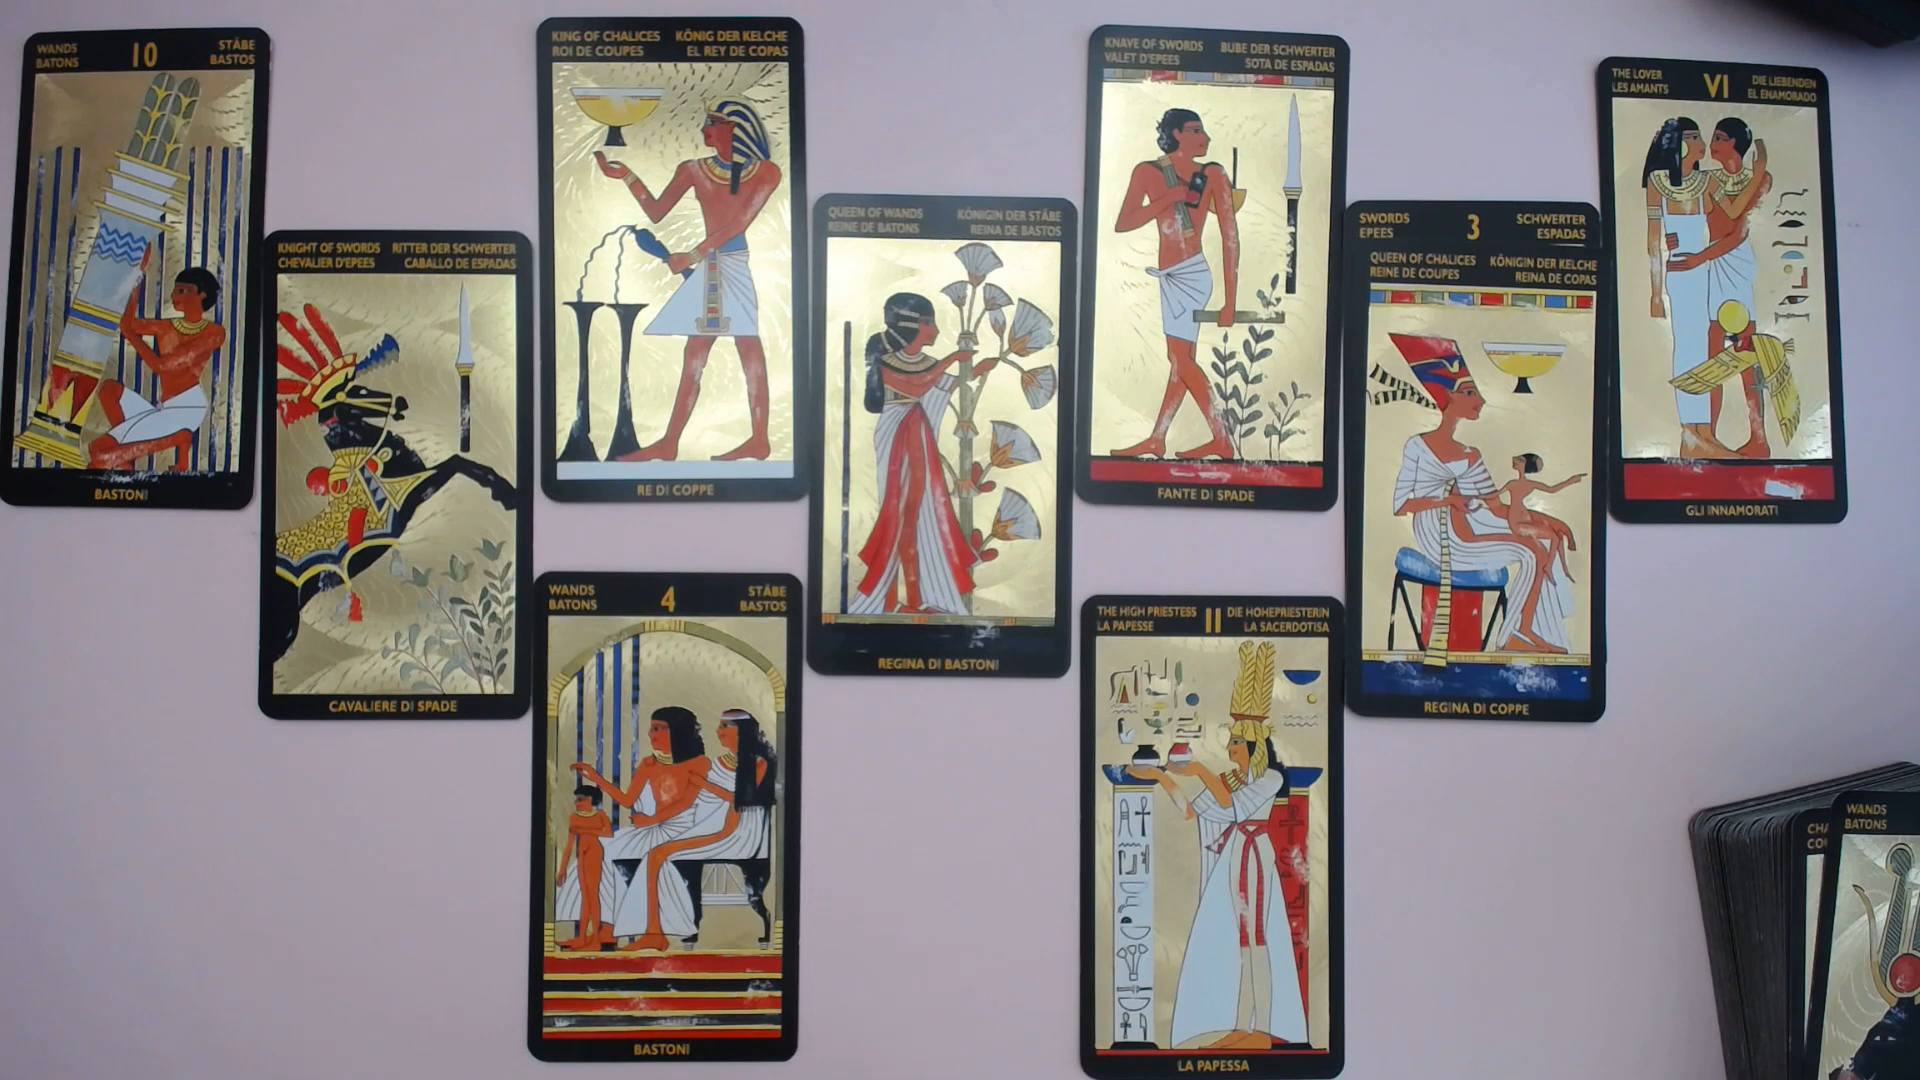 WANDS 10 STÄBE
BATONS BASTOS
BASTONI
KNIGHT OF SWORDS RITTER DER SCHWERTER
CHEVALIER D'EPEES CABALLO DE ESPADAS
CAVALIERE DI SPADE
KING OF CHALICES KÖNIG DER KELCHE
ROI DE COUPES EL REY DE COPAS
RE DI COPPE
WANDS 4 STÄBE
BATONS BASTOS
BASTONI
QUEEN OF WANDS KÖNIGIN DER STÄBE
REINE DE BATONS REINA DE BASTOS
REGINA DI BASTONI
KNAVE OF SWORDS BUBE DER SCHWERTER
VALET D'EPEES SOTA DE ESPADAS
FANTE DI SPADE
THE HIGH PRIESTESS II DIE HOHEPRIESTERIN
LA PAPESSE LA SACERDOTISA
LA PAPESSA
SWORDS 3 SCHWERTER
EPEES ESPADAS
QUEEN OF CHALICES KÖNIGIN DER KELCHE
REINE DE COUPES REINA DE COPAS
REGINA DI COPPE
THE LOVER VI DIE LIEBENDEN
LES AMANTS EL ENAMORADO
GLI INNAMORATI
WANDS
BATONS